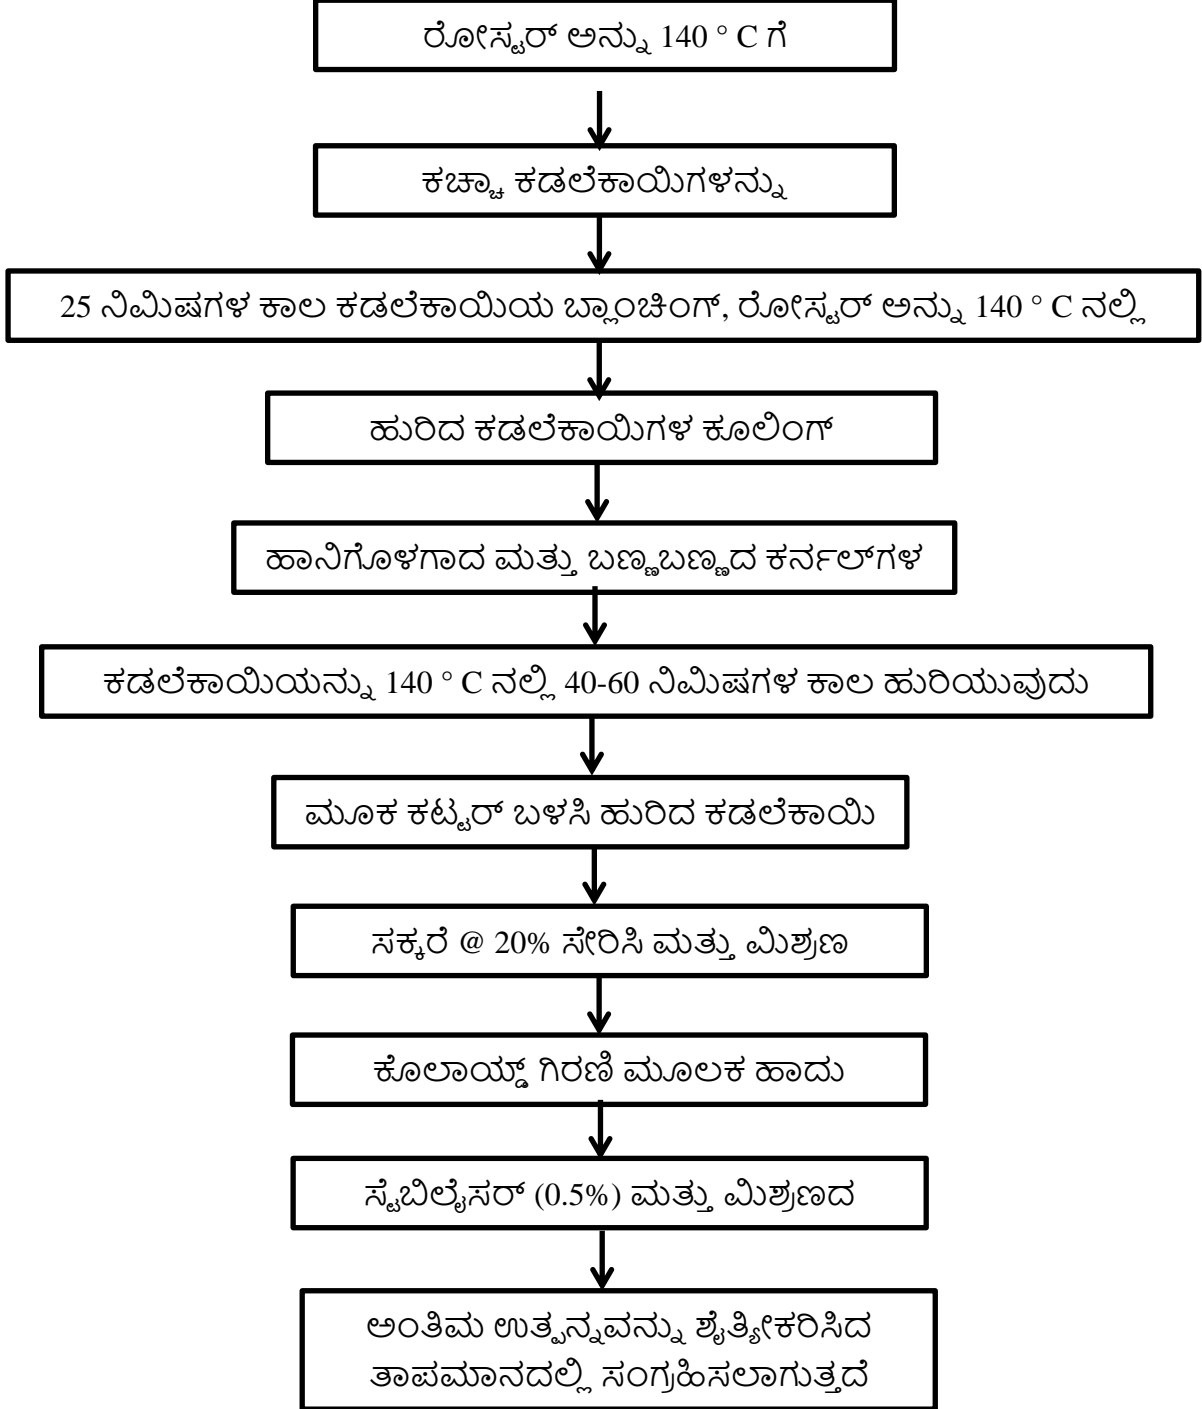 ರೋಸ್ಟರ್ ಅನ್ನು 140 ° C ಗೆ
ಕಚ್ಚಾ ಕಡಲೆಕಾಯಿಗಳನ್ನು
25 ನಿಮಿಷಗಳ ಕಾಲ ಕಡಲೆಕಾಯಿಯ ಬ್ಲಾಂಚಿಂಗ್, ರೋಸ್ಟರ್ ಅನ್ನು 140 ° C ನಲ್ಲಿ
ಹುರಿದ ಕಡಲೆಕಾಯಿಗಳ ಕೂಲಿಂಗ್
ಹಾನಿಗೊಳಗಾದ ಮತ್ತು ಬಣ್ಣಬಣ್ಣದ ಕರ್ನಲ್‌ಗಳ
ಕಡಲೆಕಾಯಿಯನ್ನು 140 ° C ನಲ್ಲಿ 40-60 ನಿಮಿಷಗಳ ಕಾಲ ಹುರಿಯುವುದು
ಮೂಕ ಕಟ್ಟರ್ ಬಳಸಿ ಹುರಿದ ಕಡಲೆಕಾಯಿ
ಸಕ್ಕರೆ @ 20% ಸೇರಿಸಿ ಮತ್ತು ಮಿಶ್ರಣ
ಕೊಲಾಯ್ಡ್ ಗಿರಣಿ ಮೂಲಕ ಹಾದು
ಸ್ಟೆಬಿಲೈಸರ್ (0.5%) ಮತ್ತು ಮಿಶ್ರಣದ
ಅಂತಿಮ ಉತ್ಪನ್ನವನ್ನು ಶೈತ್ಯೀಕರಿಸಿದ
ತಾಪಮಾನದಲ್ಲಿ ಸಂಗ್ರಹಿಸಲಾಗುತ್ತದೆ